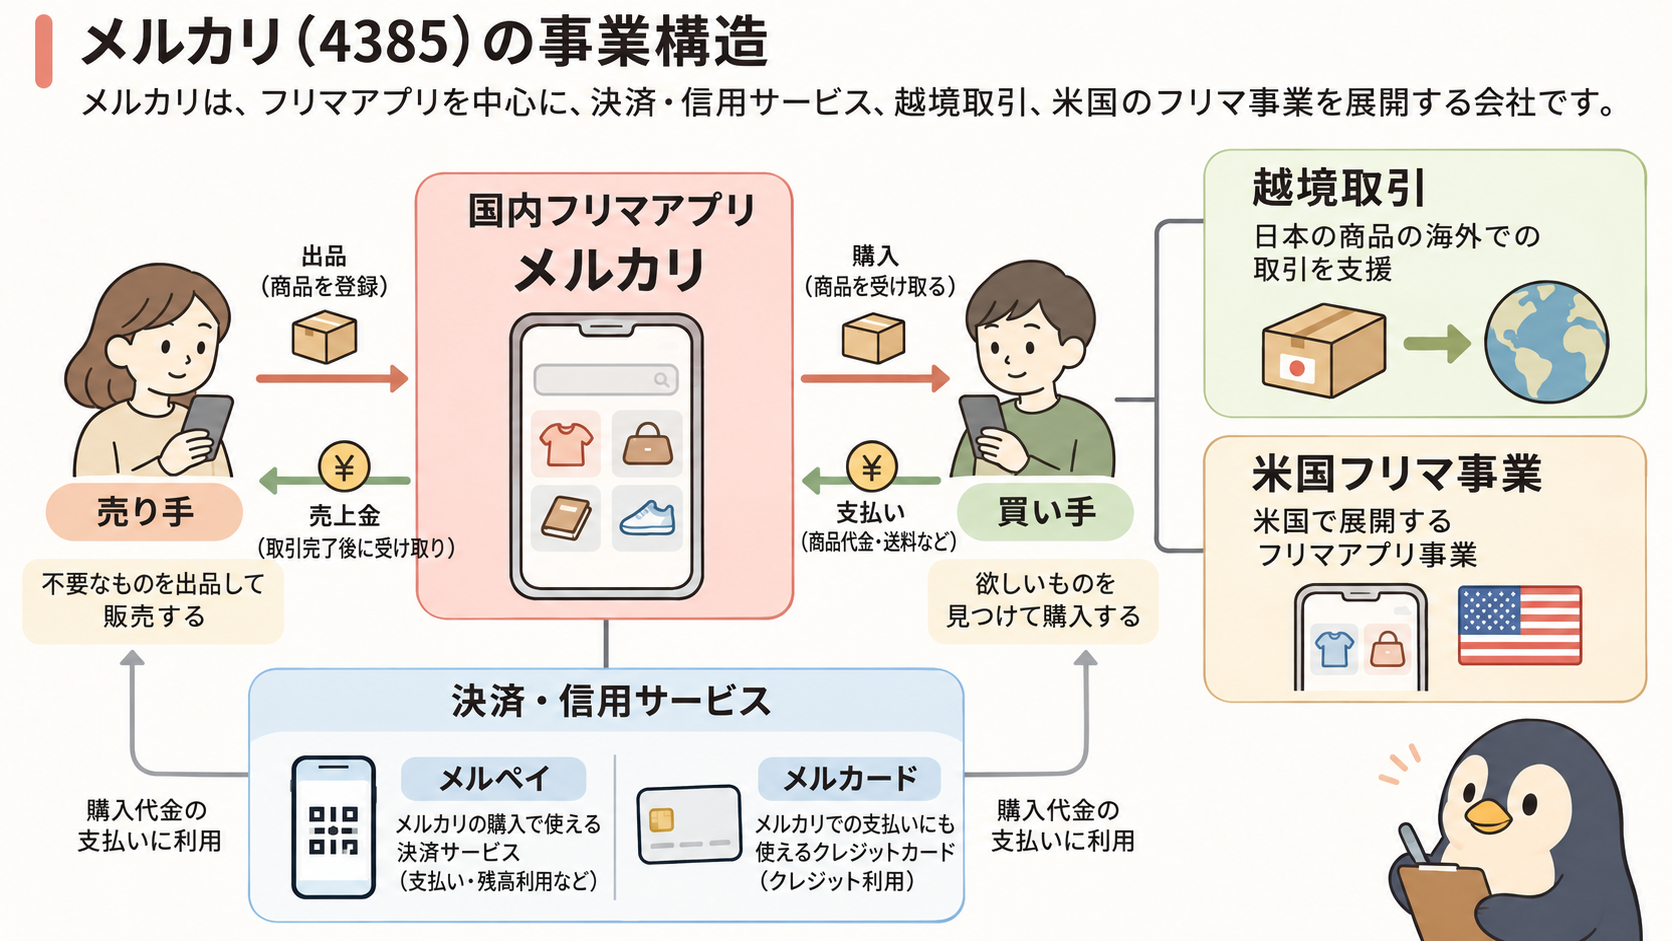 メルカリ（4385）の事業構造
メルカリは、フリマアプリを中心に、決済・信用サービス、越境取引、米国のフリマ事業を展開する会社です。
国内フリマアプリ
メルカリ
出品
（商品を登録）
購入
（商品を受け取る）
¥
売上金
（取引完了後に受け取り）
¥
支払い
（商品代金・送料など）
売り手
不要なものを出品して
販売する
買い手
欲しいものを
見つけて購入する
越境取引
日本の商品の海外での
取引を支援
米国フリマ事業
米国で展開する
フリマアプリ事業
決済・信用サービス
メルペイ
メルカリの購入で使える
決済サービス
（支払い・残高利用など）
メルカード
メルカリでの支払いにも
使えるクレジットカード
（クレジット利用）
購入代金の
支払いに利用
購入代金の
支払いに利用